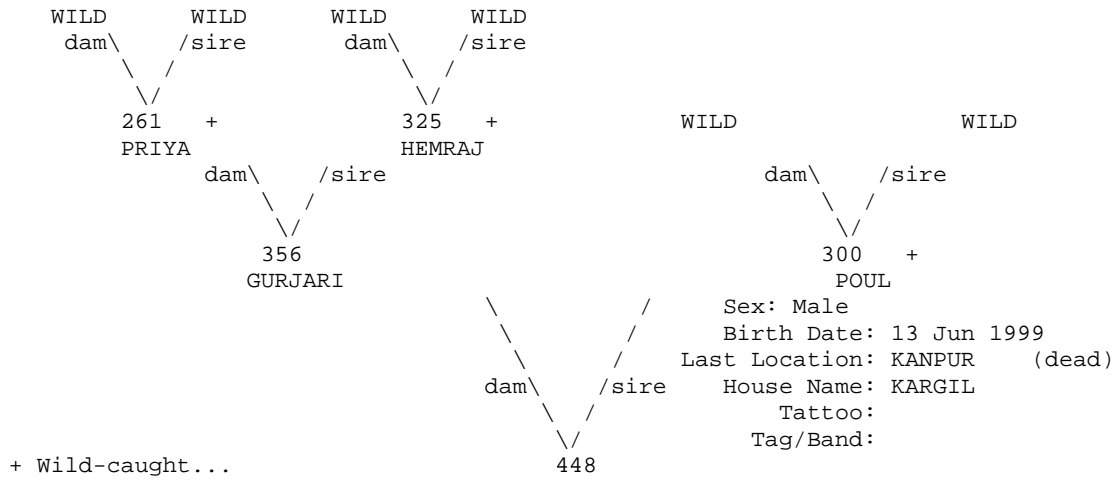 WILD WILD WILD WILD
dam\ /sire dam\ /sire
\ / \ /
\/ \/
261 + 325 + WILD WILD
PRIYA HEMRAJ
dam\ /sire dam\ /sire
\ / \ /
\/ \/
356 300 +
GURJARI POUL
\ / Sex: Male
\ / Birth Date: 13 Jun 1999
\ / Last Location: KANPUR (dead)
dam\ /sire House Name: KARGIL
\ / Tattoo:
\/ Tag/Band:
+ Wild-caught... 448